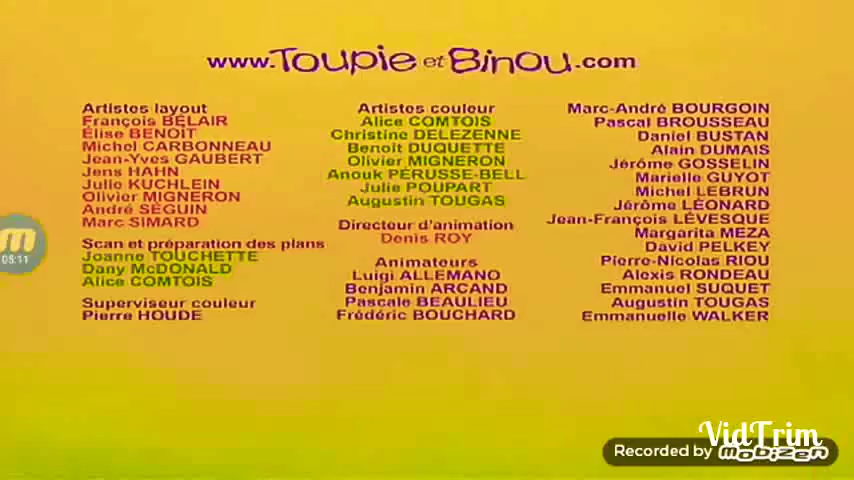 www.Toupie et Binou.com
Artistes layout
François BÉLAIR
Élise BENOIT
Michel CARBONNEAU
Jean-Yves GAUBERT
Jens HAHN
Julie KUCHLEIN
Olivier MIGNERON
André SÉGUIN
Marc SIMARD
Scan et préparation des plans
Joanne TOUCHETTE
Dany McDONALD
Alice COMTOIS
Superviseur couleur
Pierre HOUDE
Artistes couleur
Alice COMTOIS
Christine DELEZENNE
Benoit DUQUETTE
Olivier MIGNERON
Anouk PÉRUSSE-BELL
Julie POUPART
Augustin TOUGAS
Directeur d'animation
Denis ROY
Animateurs
Luigi ALLEMANO
Benjamin ARCAND
Pascale BEAULIEU
Frédéric BOUCHARD
Marc-André BOURGOIN
Pascal BROUSSEAU
Daniel BUSTAN
Alain DUMAIS
Jérôme GOSSELIN
Marielle GUYOT
Michel LEBRUN
Jérôme LÉONARD
Jean-François LÉVESQUE
Margarita MEZA
David PELKEY
Pierre-Nicolas RIOU
Alexis RONDEAU
Emmanuel SUQUET
Augustin TOUGAS
Emmanuelle WALKER
m
05:11
VidTrim
Recorded by mobizen